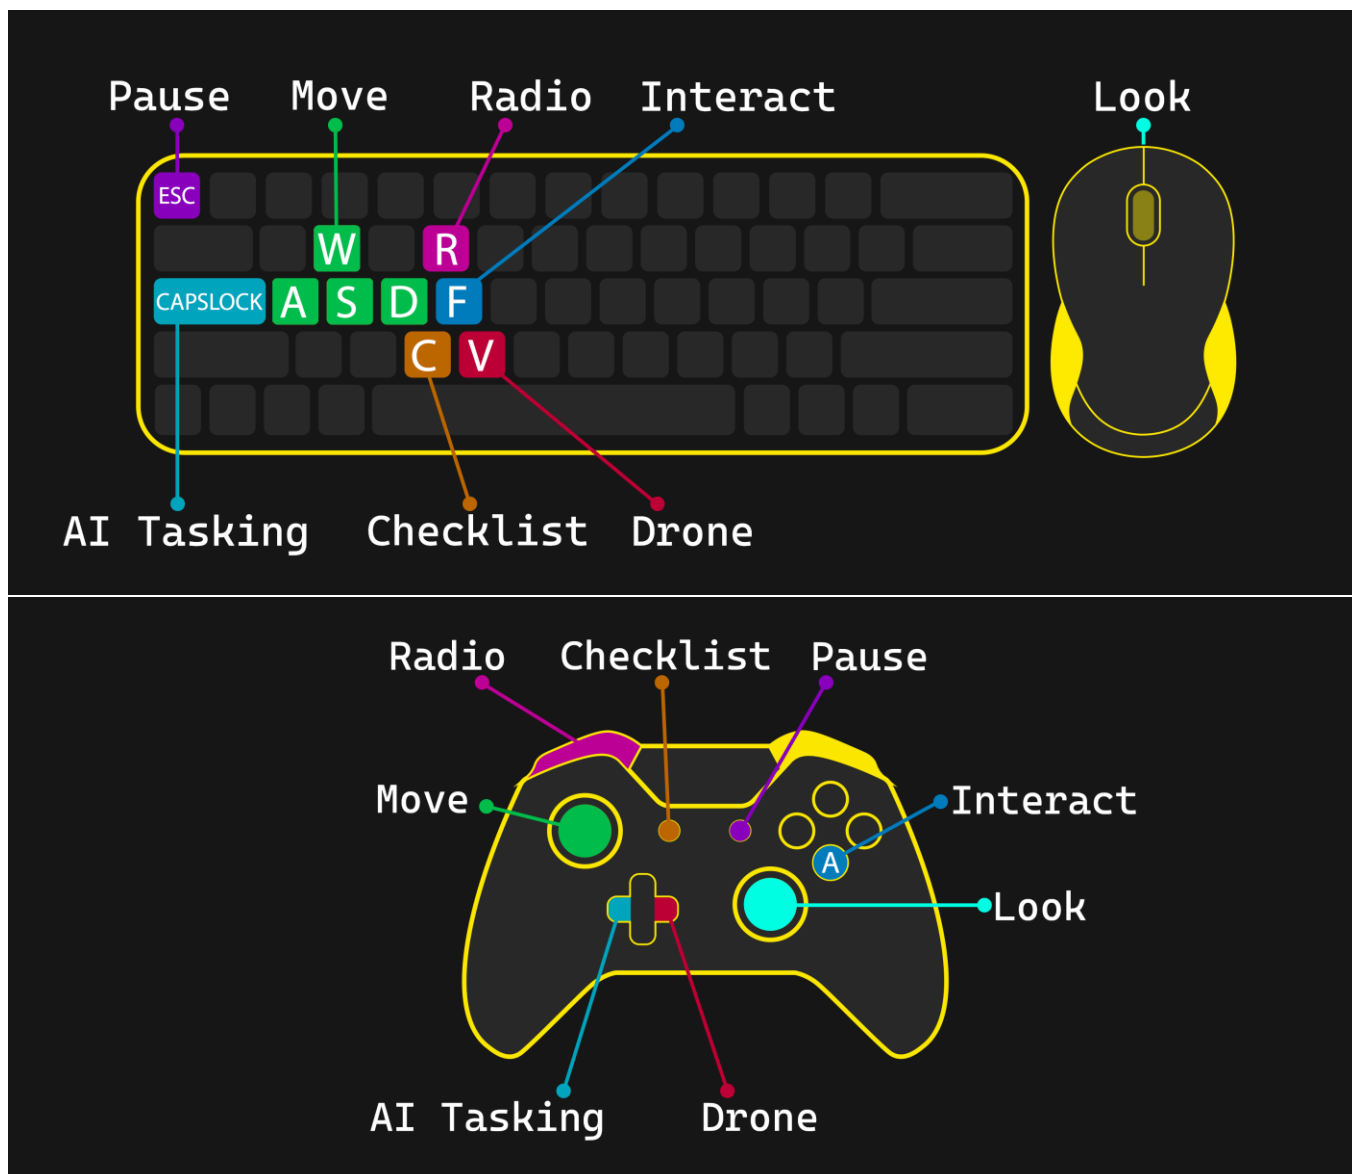 Pause Move Radio Interact Look
ESC
W R
CAPSLOCK A S D F
C V
AI Tasking Checklist Drone
Radio Checklist Pause
Move Interact
A
Look
AI Tasking Drone